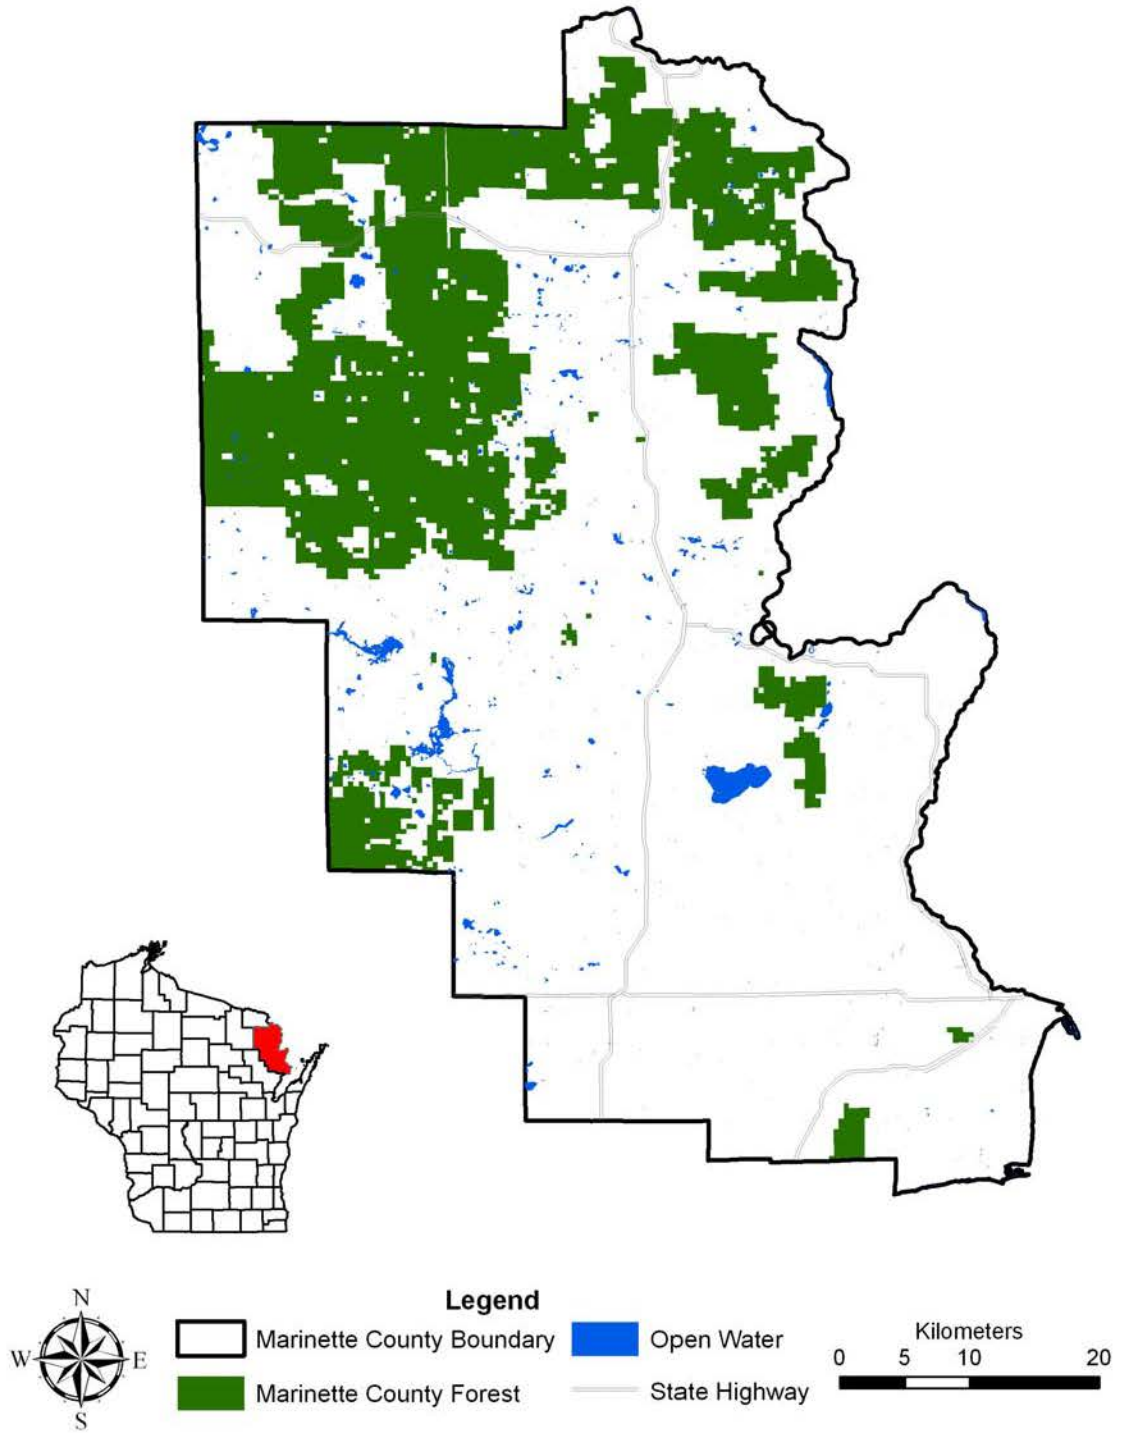 Legend
N
W
E
S
Marinette County Boundary
Open Water
Marinette County Forest
State Highway
Kilometers
0 5 10 20